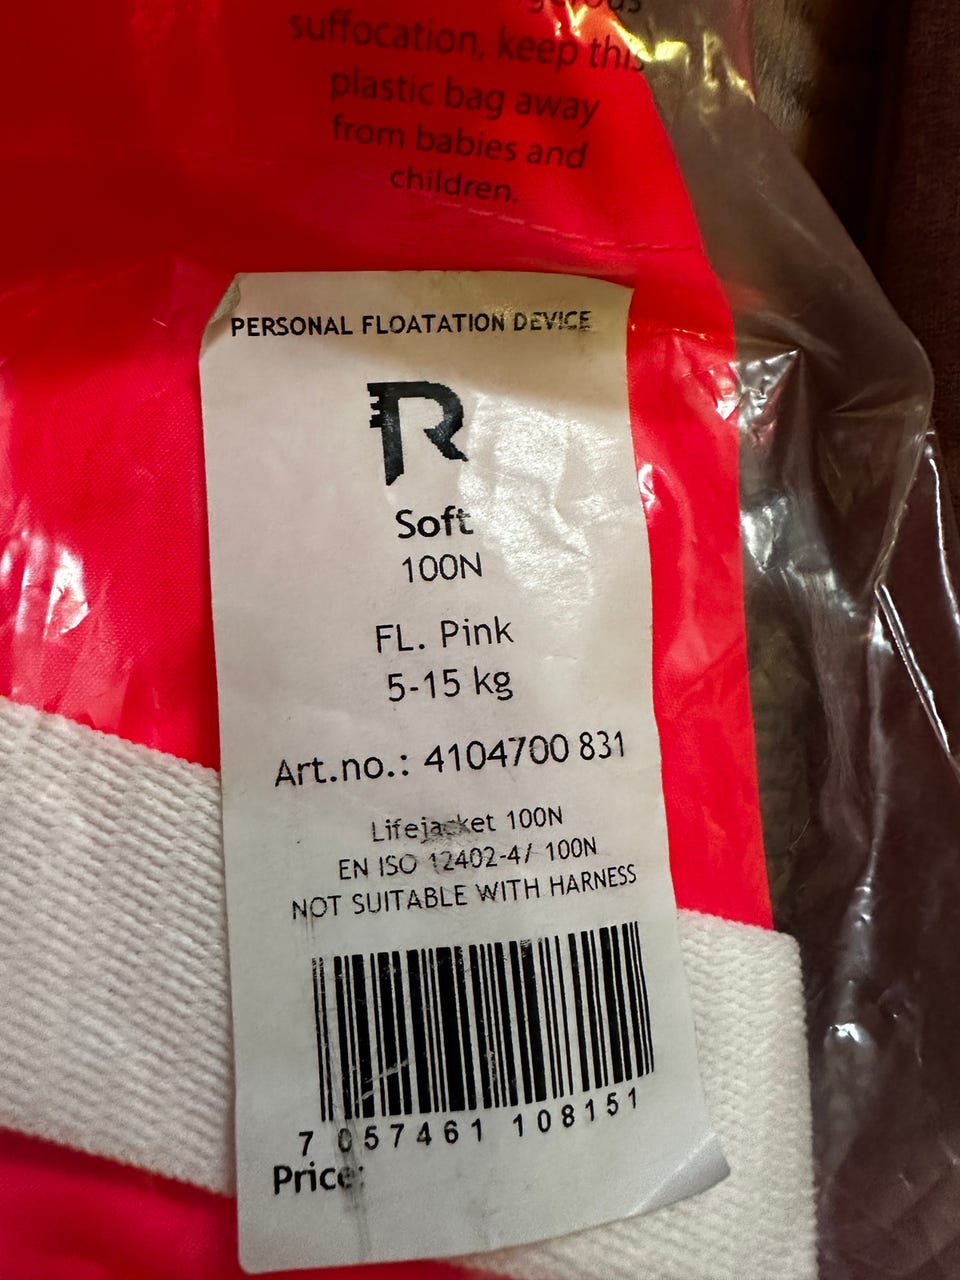 suffocation, keep this
plastic bag away
from babies and
children.
PERSONAL FLOATATION DEVICE
R
Soft
100N
FL. Pink
5-15 kg
Art.no.: 4104700 831
Lifejacket 100N
EN ISO 12402-4/ 100N
NOT SUITABLE WITH HARNESS
7 057461 108151
Price: